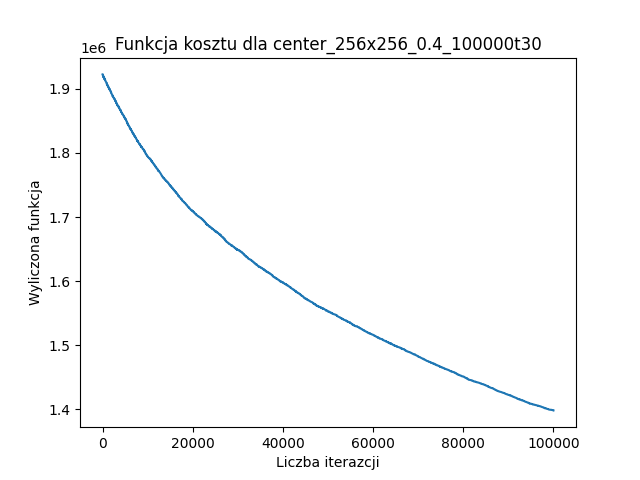 Funkcja kosztu dla center_256x256_0.4_100000t30
1e6
1.9
1.8
1.7
1.6
1.5
1.4
Wyliczona funkcja
0 20000 40000 60000 80000 100000
Liczba iterazcji